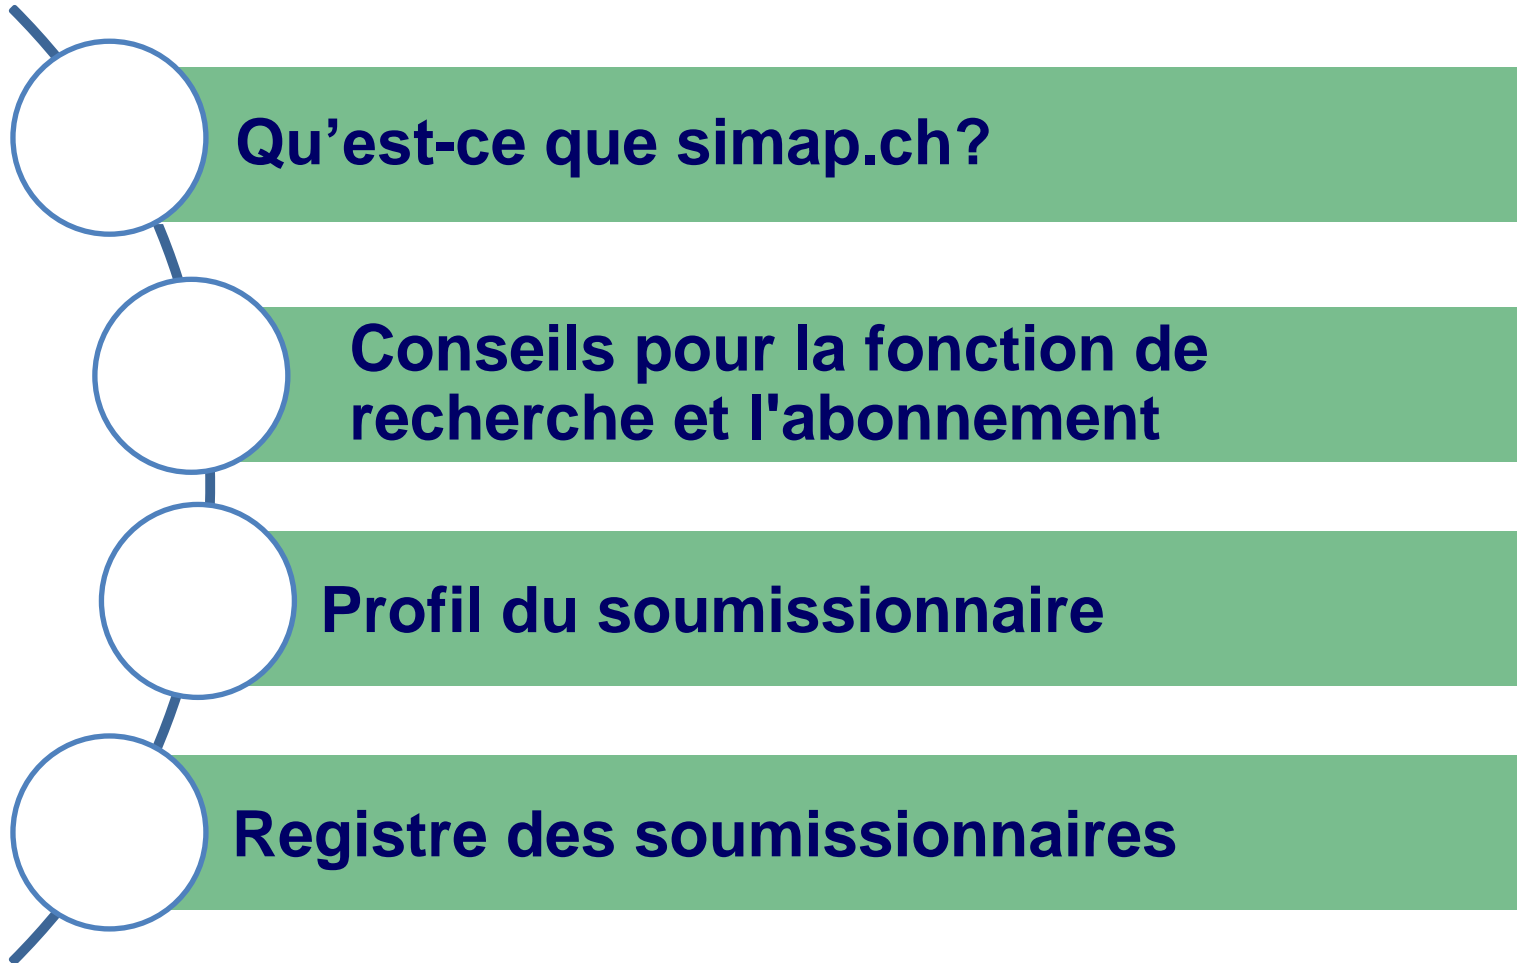 Qu’est-ce que simap.ch?
Conseils pour la fonction de
recherche et l'abonnement
Profil du soumissionnaire
Registre des soumissionnaires